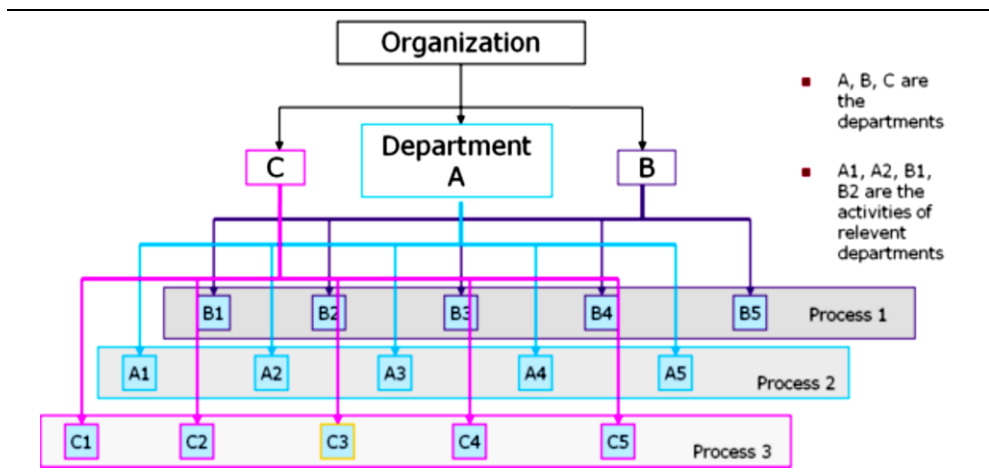 Organization
A, B, C are
the
departments
Department
A
C
B
A1, A2, B1,
B2 are the
activities of
relevent
departments
B1 B2 B3 B4 B5 Process 1
A1 A2 A3 A4 A5 Process 2
C1 C2 C3 C4 C5 Process 3